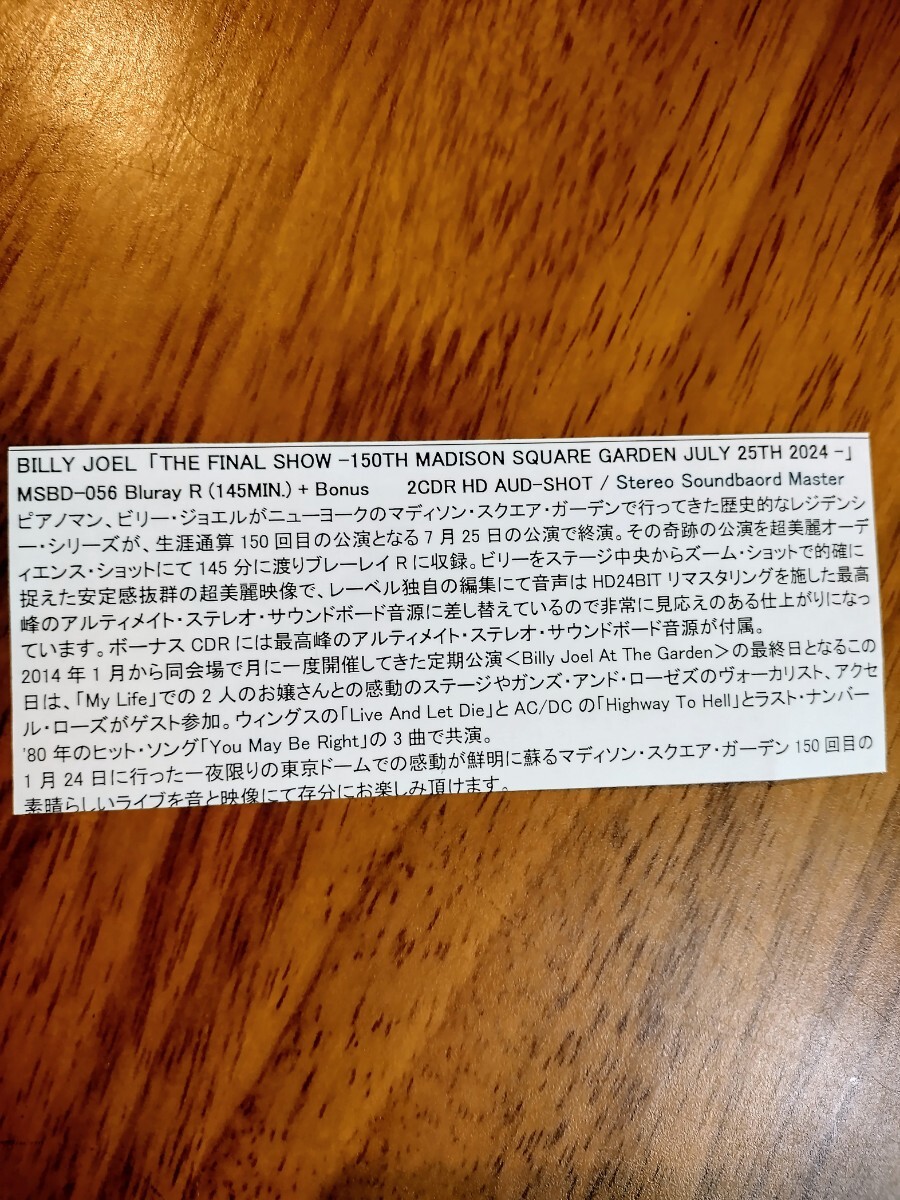 BILLY JOEL 「THE FINAL SHOW -150TH MADISON SQUARE GARDEN JULY 25TH 2024 -」
MSBD-056 Bluray R (145MIN.) + Bonus 2CDR HD AUD-SHOT / Stereo Soundbaord Master
ピアノマン、ビリー・ジョエルがニューヨークのマディソン・スクエア・ガーデンで行ってきた歴史的なレジデンシ
ー・シリーズが、生涯通算 150 回目の公演となる 7 月 25 日の公演で終演。その奇跡の公演を超美麗オーデ
ィエンス・ショットにて 145 分に渡りブルーレイ R に収録。ビリーをステージ中央からズーム・ショットで的確に
捉えた安定感抜群の超美麗映像で、レーベル独自の編集にて音声は HD24BIT リマスタリングを施した最高
峰のアルティメイト・ステレオ・サウンドボード音源に差し替えているので非常に見応えのある仕上がりになっ
ています。ボーナス CDR には最高峰のアルティメイト・ステレオ・サウンドボード音源が付属。
2014 年 1 月から同会場で月に一度開催してきた定期公演<Billy Joel At The Garden>の最終日となるこの
日は、「My Life」での 2 人のお嬢さんとの感動のステージやガンズ・アンド・ローゼズのヴォーカリスト、アクセ
ル・ローズがゲスト参加。ウィングスの「Live And Let Die」と AC/DC の「Highway To Hell」とラスト・ナンバー
'80 年のヒット・ソング「You May Be Right」の 3 曲で共演。
1 月 24 日に行った一夜限りの東京ドームでの感動が鮮明に蘇るマディソン・スクエア・ガーデン 150 回目の
素晴らしいライブを音と映像にて存分にお楽しみ頂けます。